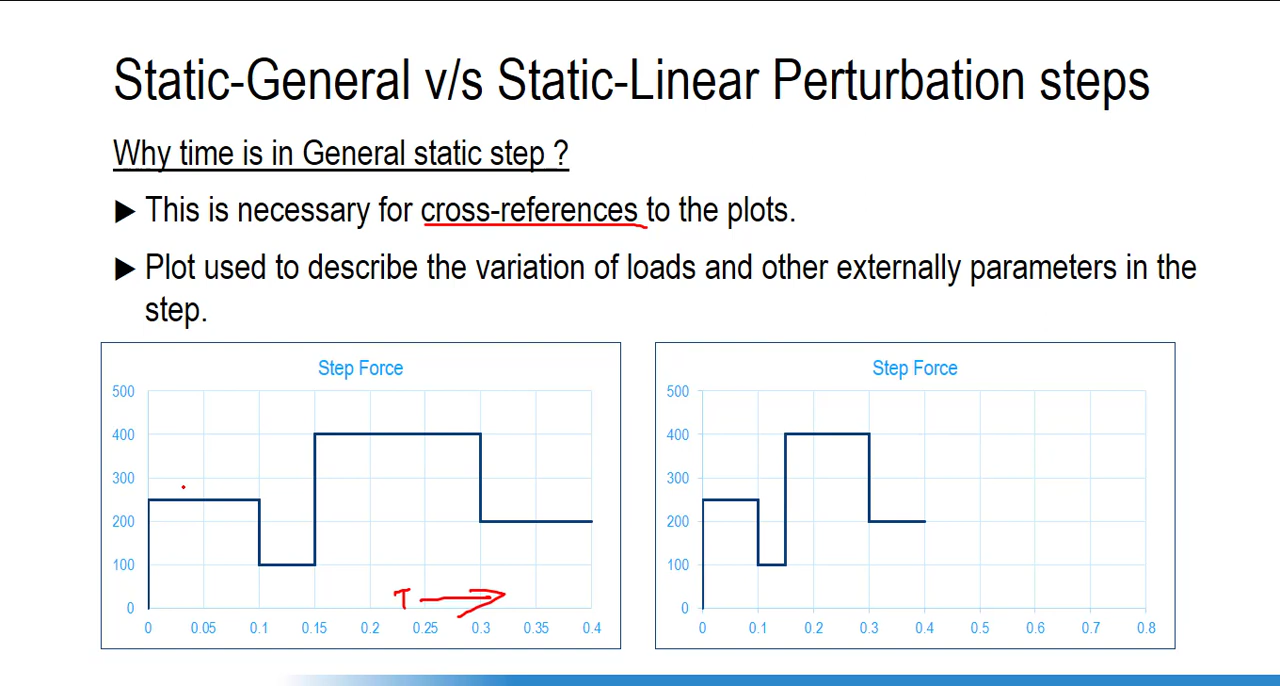 Static-General v/s Static-Linear Perturbation steps
Why time is in General static step ?
▶ This is necessary for cross-references to the plots.
▶ Plot used to describe the variation of loads and other externally parameters in the
step.
Step Force
500
400
300
200
100
0
T
0 0.05 0.1 0.15 0.2 0.25 0.3 0.35 0.4
Step Force
500
400
300
200
100
0
0 0.1 0.2 0.3 0.4 0.5 0.6 0.7 0.8